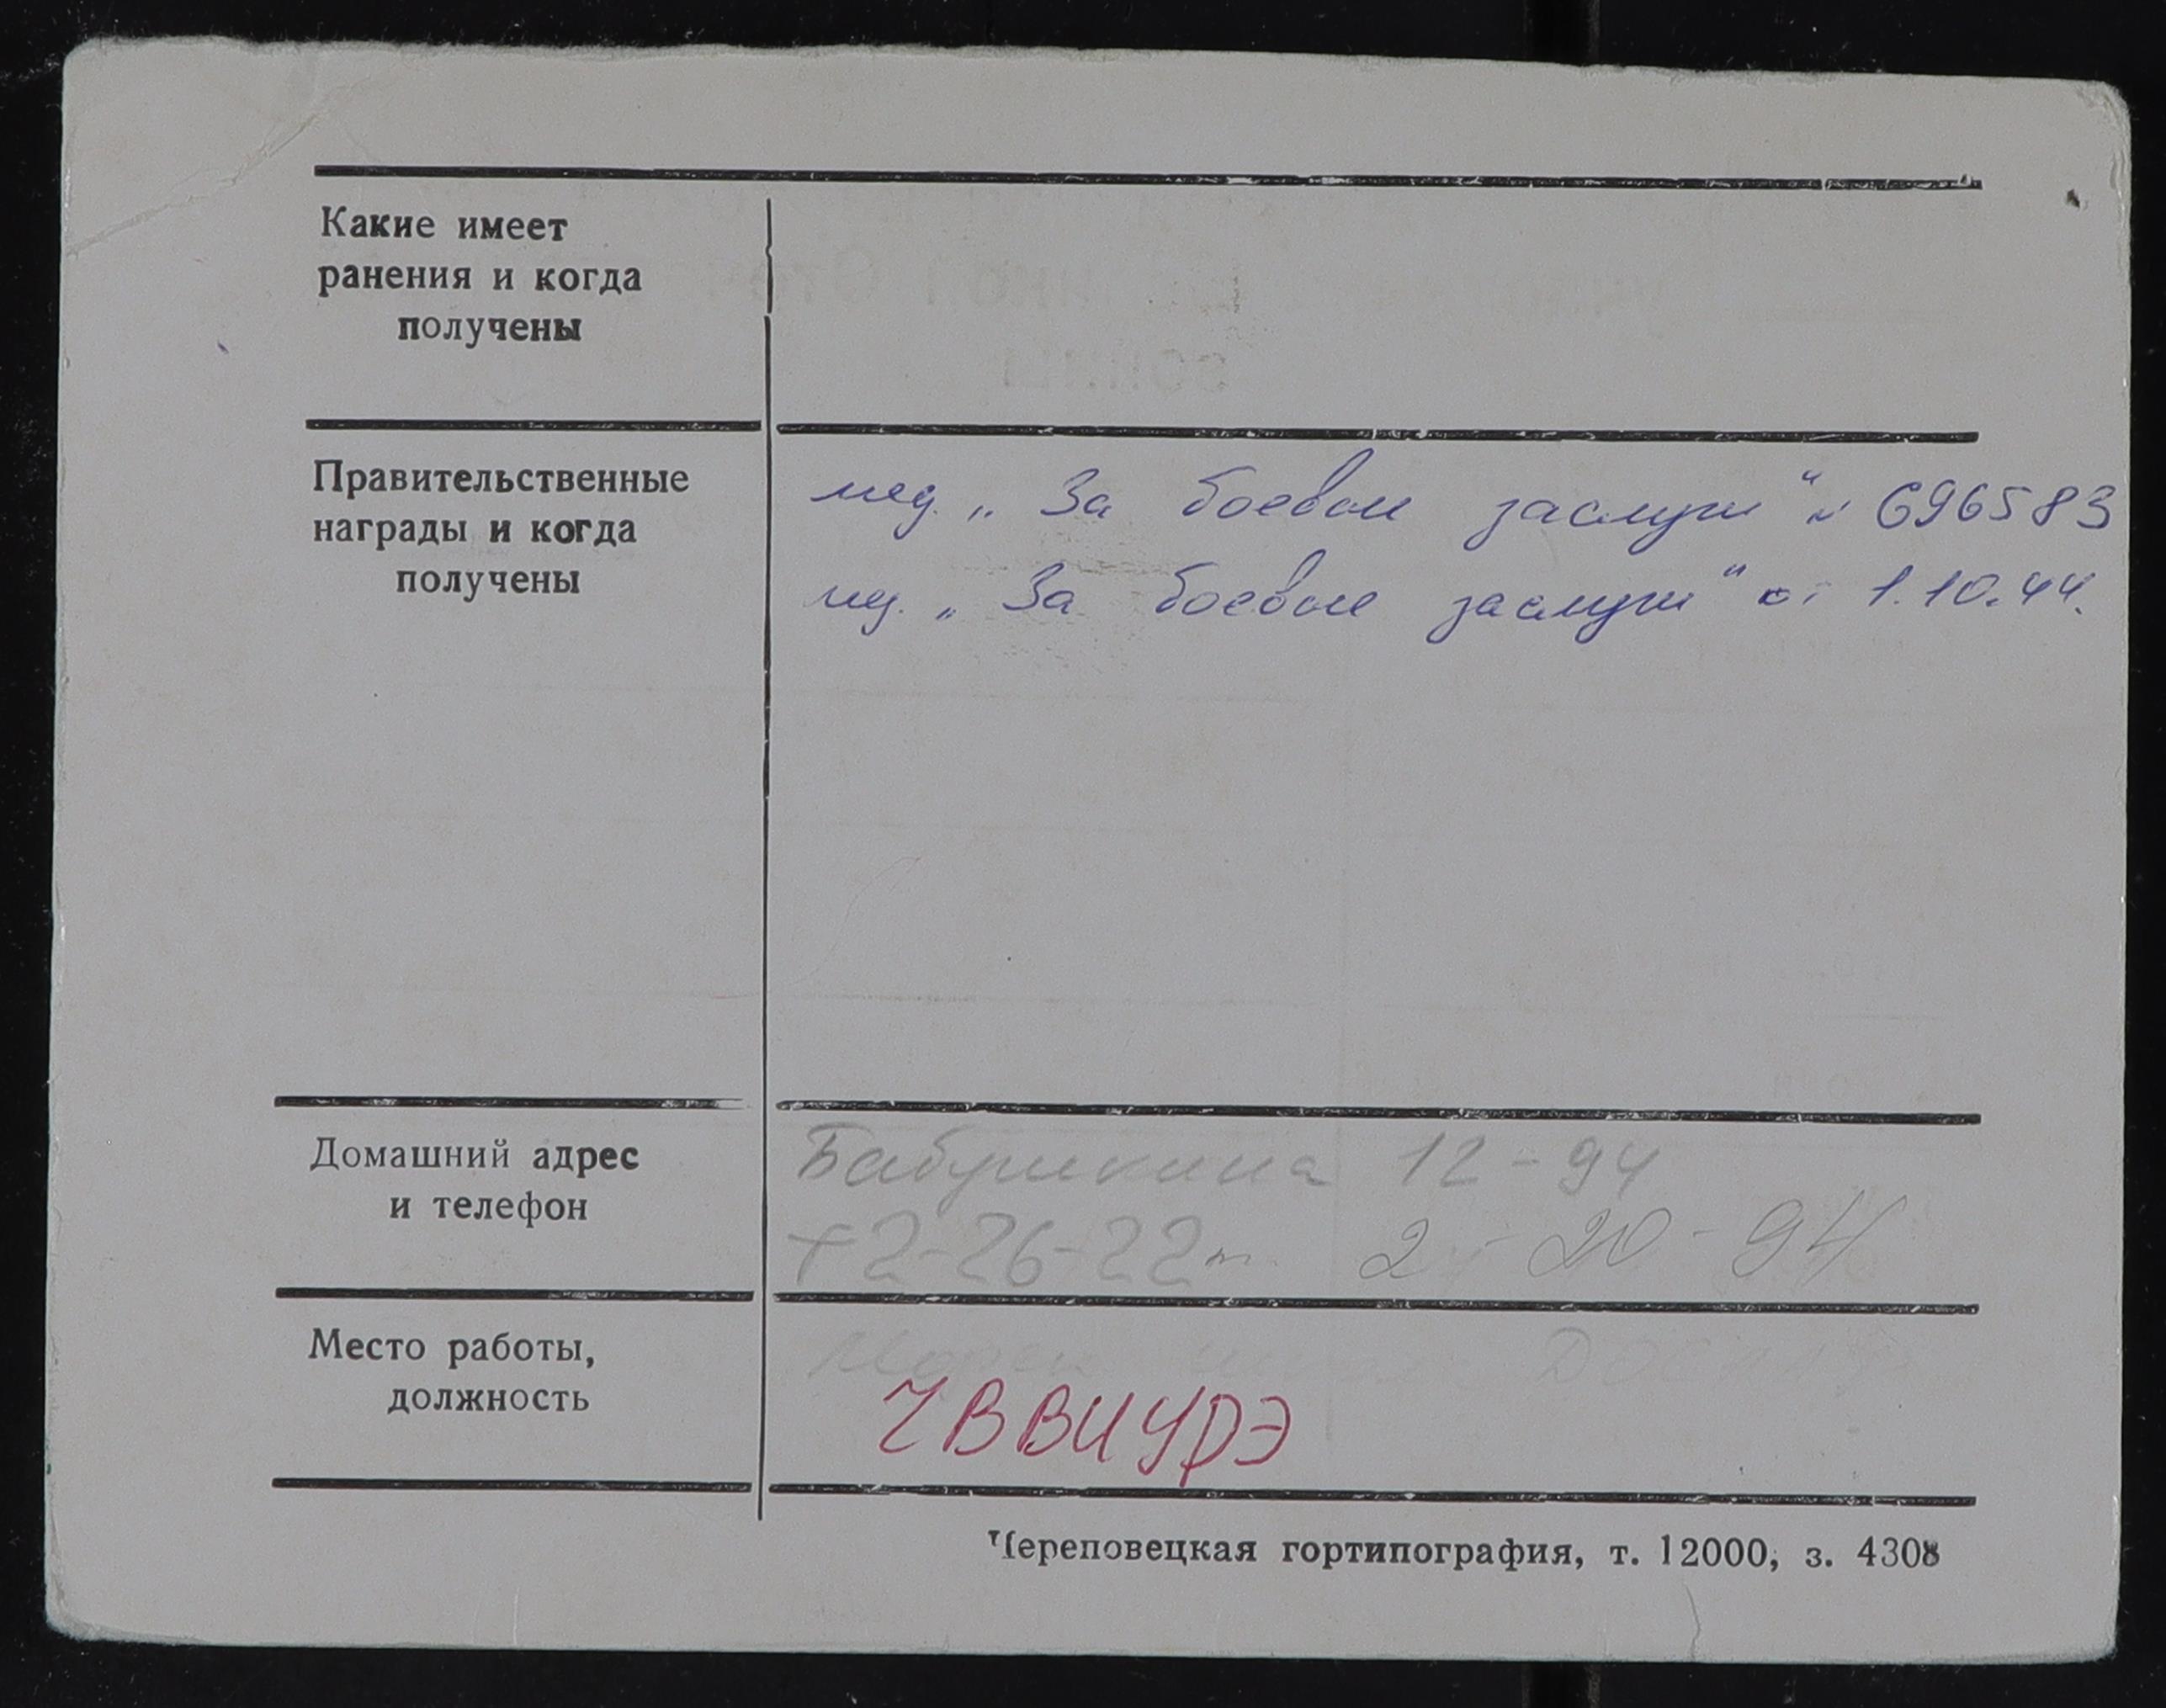 Какие имеет
ранения и когда
получены
Правительственные
награды и когда
получены
мед. „За боевые заслуги" № 696583
мед. „За боевые заслуги" от 1.10.44.
Домашний адрес
и телефон
Бабушкина 12-94
т 2-26-22 т. 2-20-94
Место работы,
должность
ЧВВИУРЭ
Череповецкая гортипография, т. 12000, з. 4308